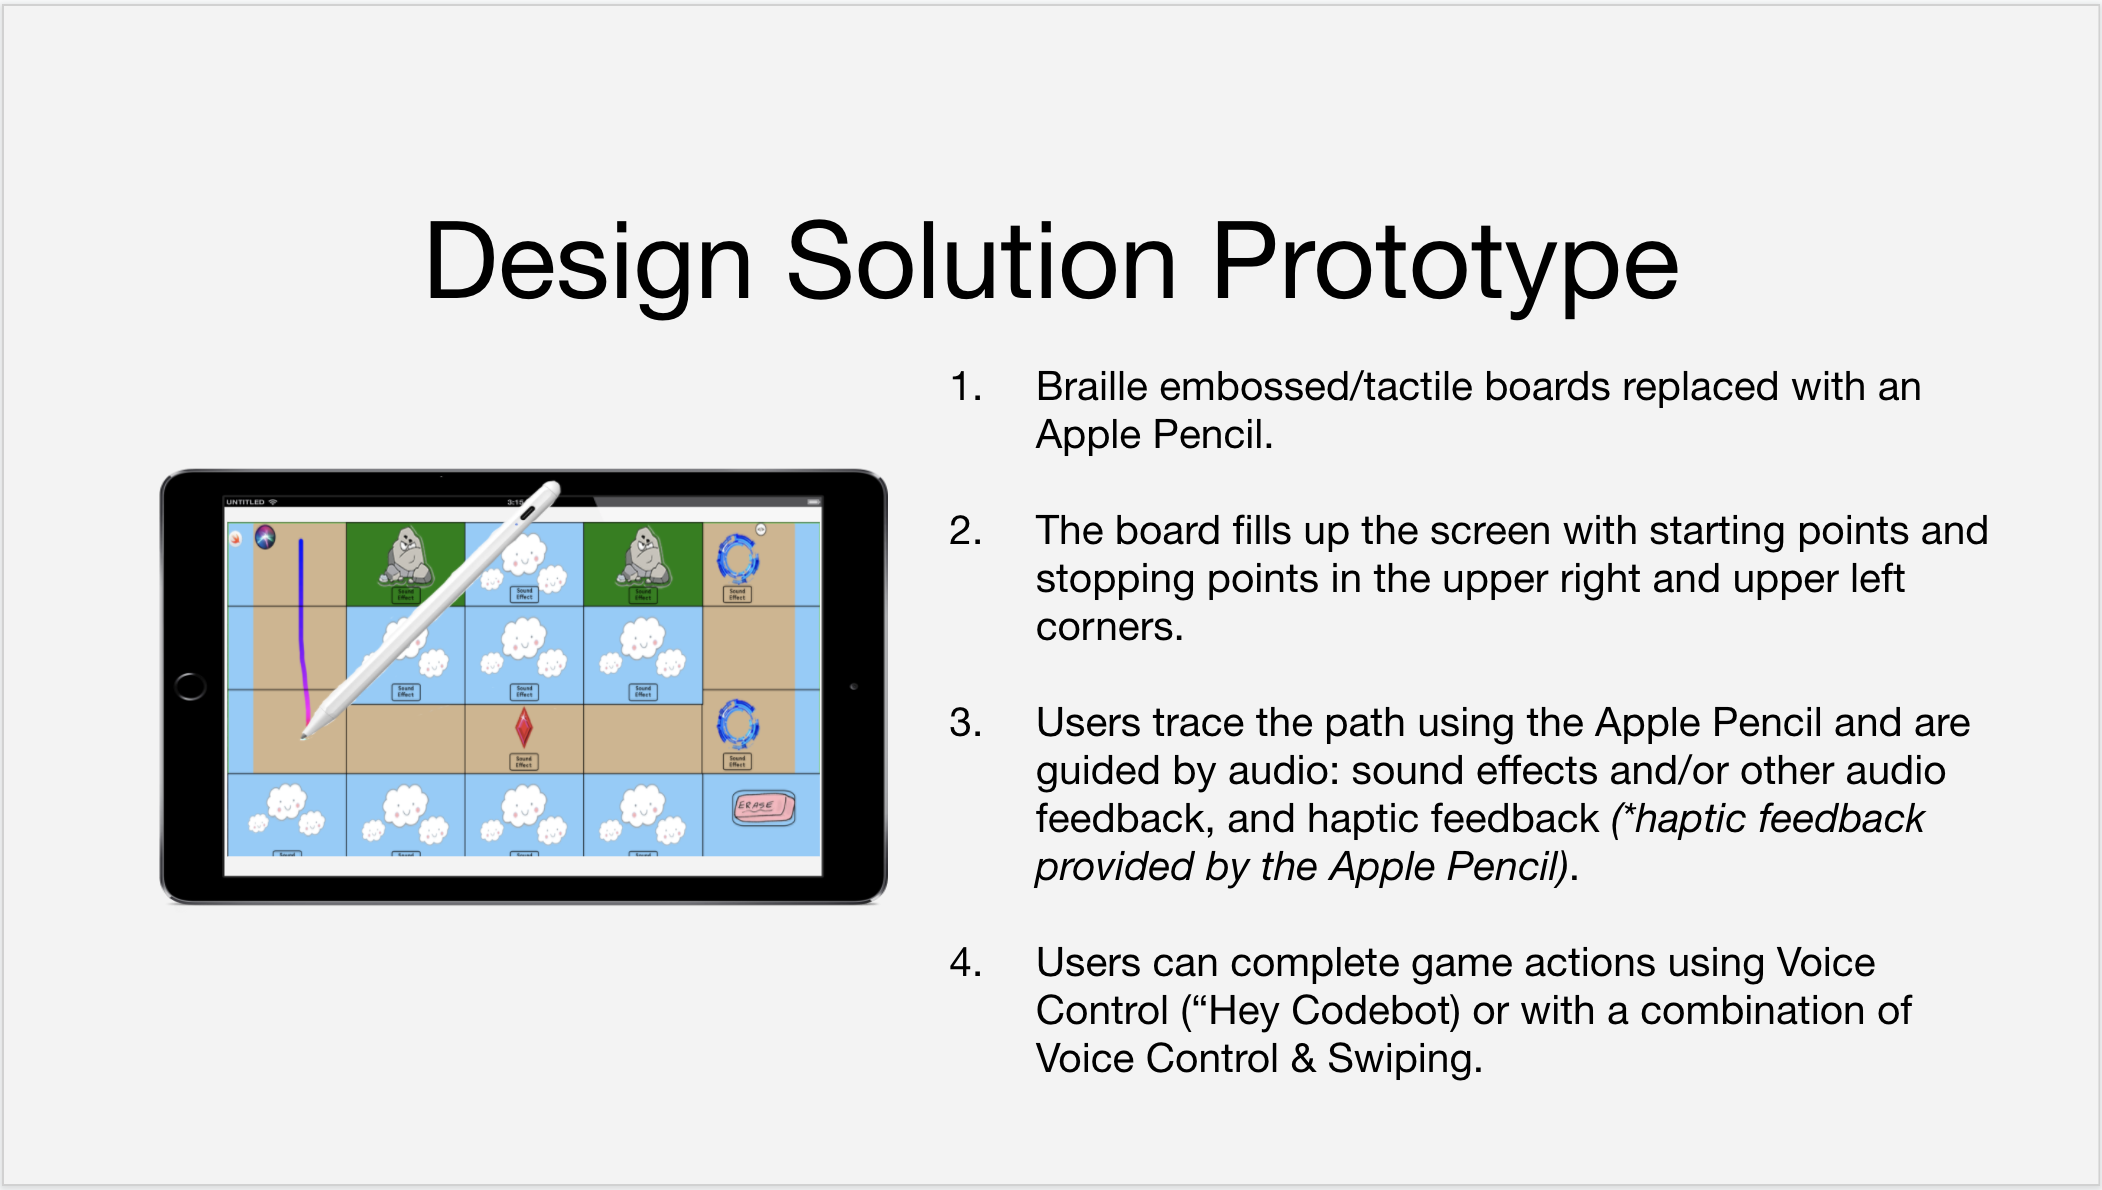 Design Solution Prototype
1. Braille embossed/tactile boards replaced with an
Apple Pencil.
2. The board fills up the screen with starting points and
stopping points in the upper right and upper left
corners.
3. Users trace the path using the Apple Pencil and are
guided by audio: sound effects and/or other audio
feedback, and haptic feedback (*haptic feedback
provided by the Apple Pencil).
4. Users can complete game actions using Voice
Control (“Hey Codebot) or with a combination of
Voice Control & Swiping.
UNTITLED
Sound
Effect
Sound
Effect
Sound
Effect
Sound
Effect
Sound
Effect
Sound
Effect
Sound
Effect
Sound
Effect
Sound
Effect
ERASE
Sound
Sound
Sound
Sound